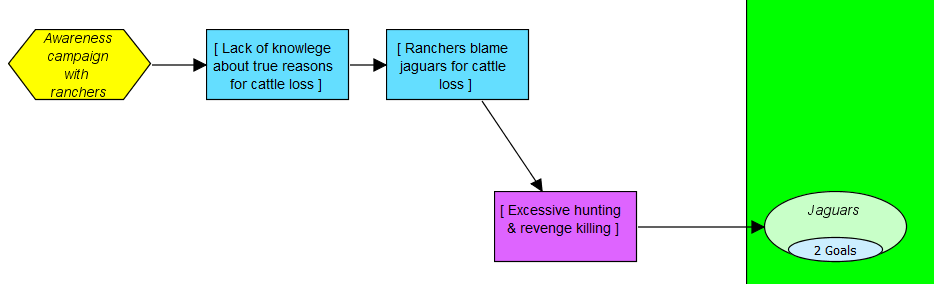 Awareness
campaign
with
ranchers
[ Lack of knowlege
about true reasons
for cattle loss ]
[ Ranchers blame
jaguars for cattle
loss ]
[ Excessive hunting
& revenge killing ]
Jaguars
2 Goals